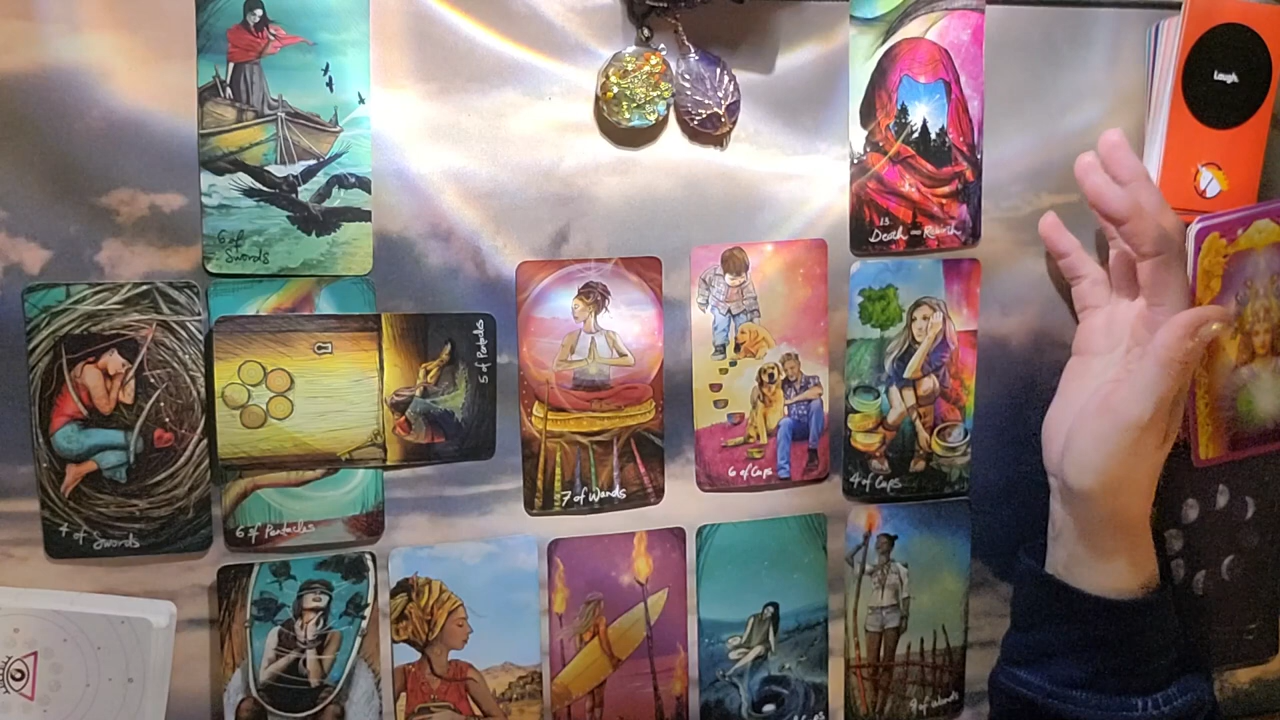 6 of
Swords
13.
Death = Rebirth
Laugh
4 of Swords
6 of Pentacles
5 of Pentacles
7 of Wands
6 of Cups
4 of Cups
9 of Wands